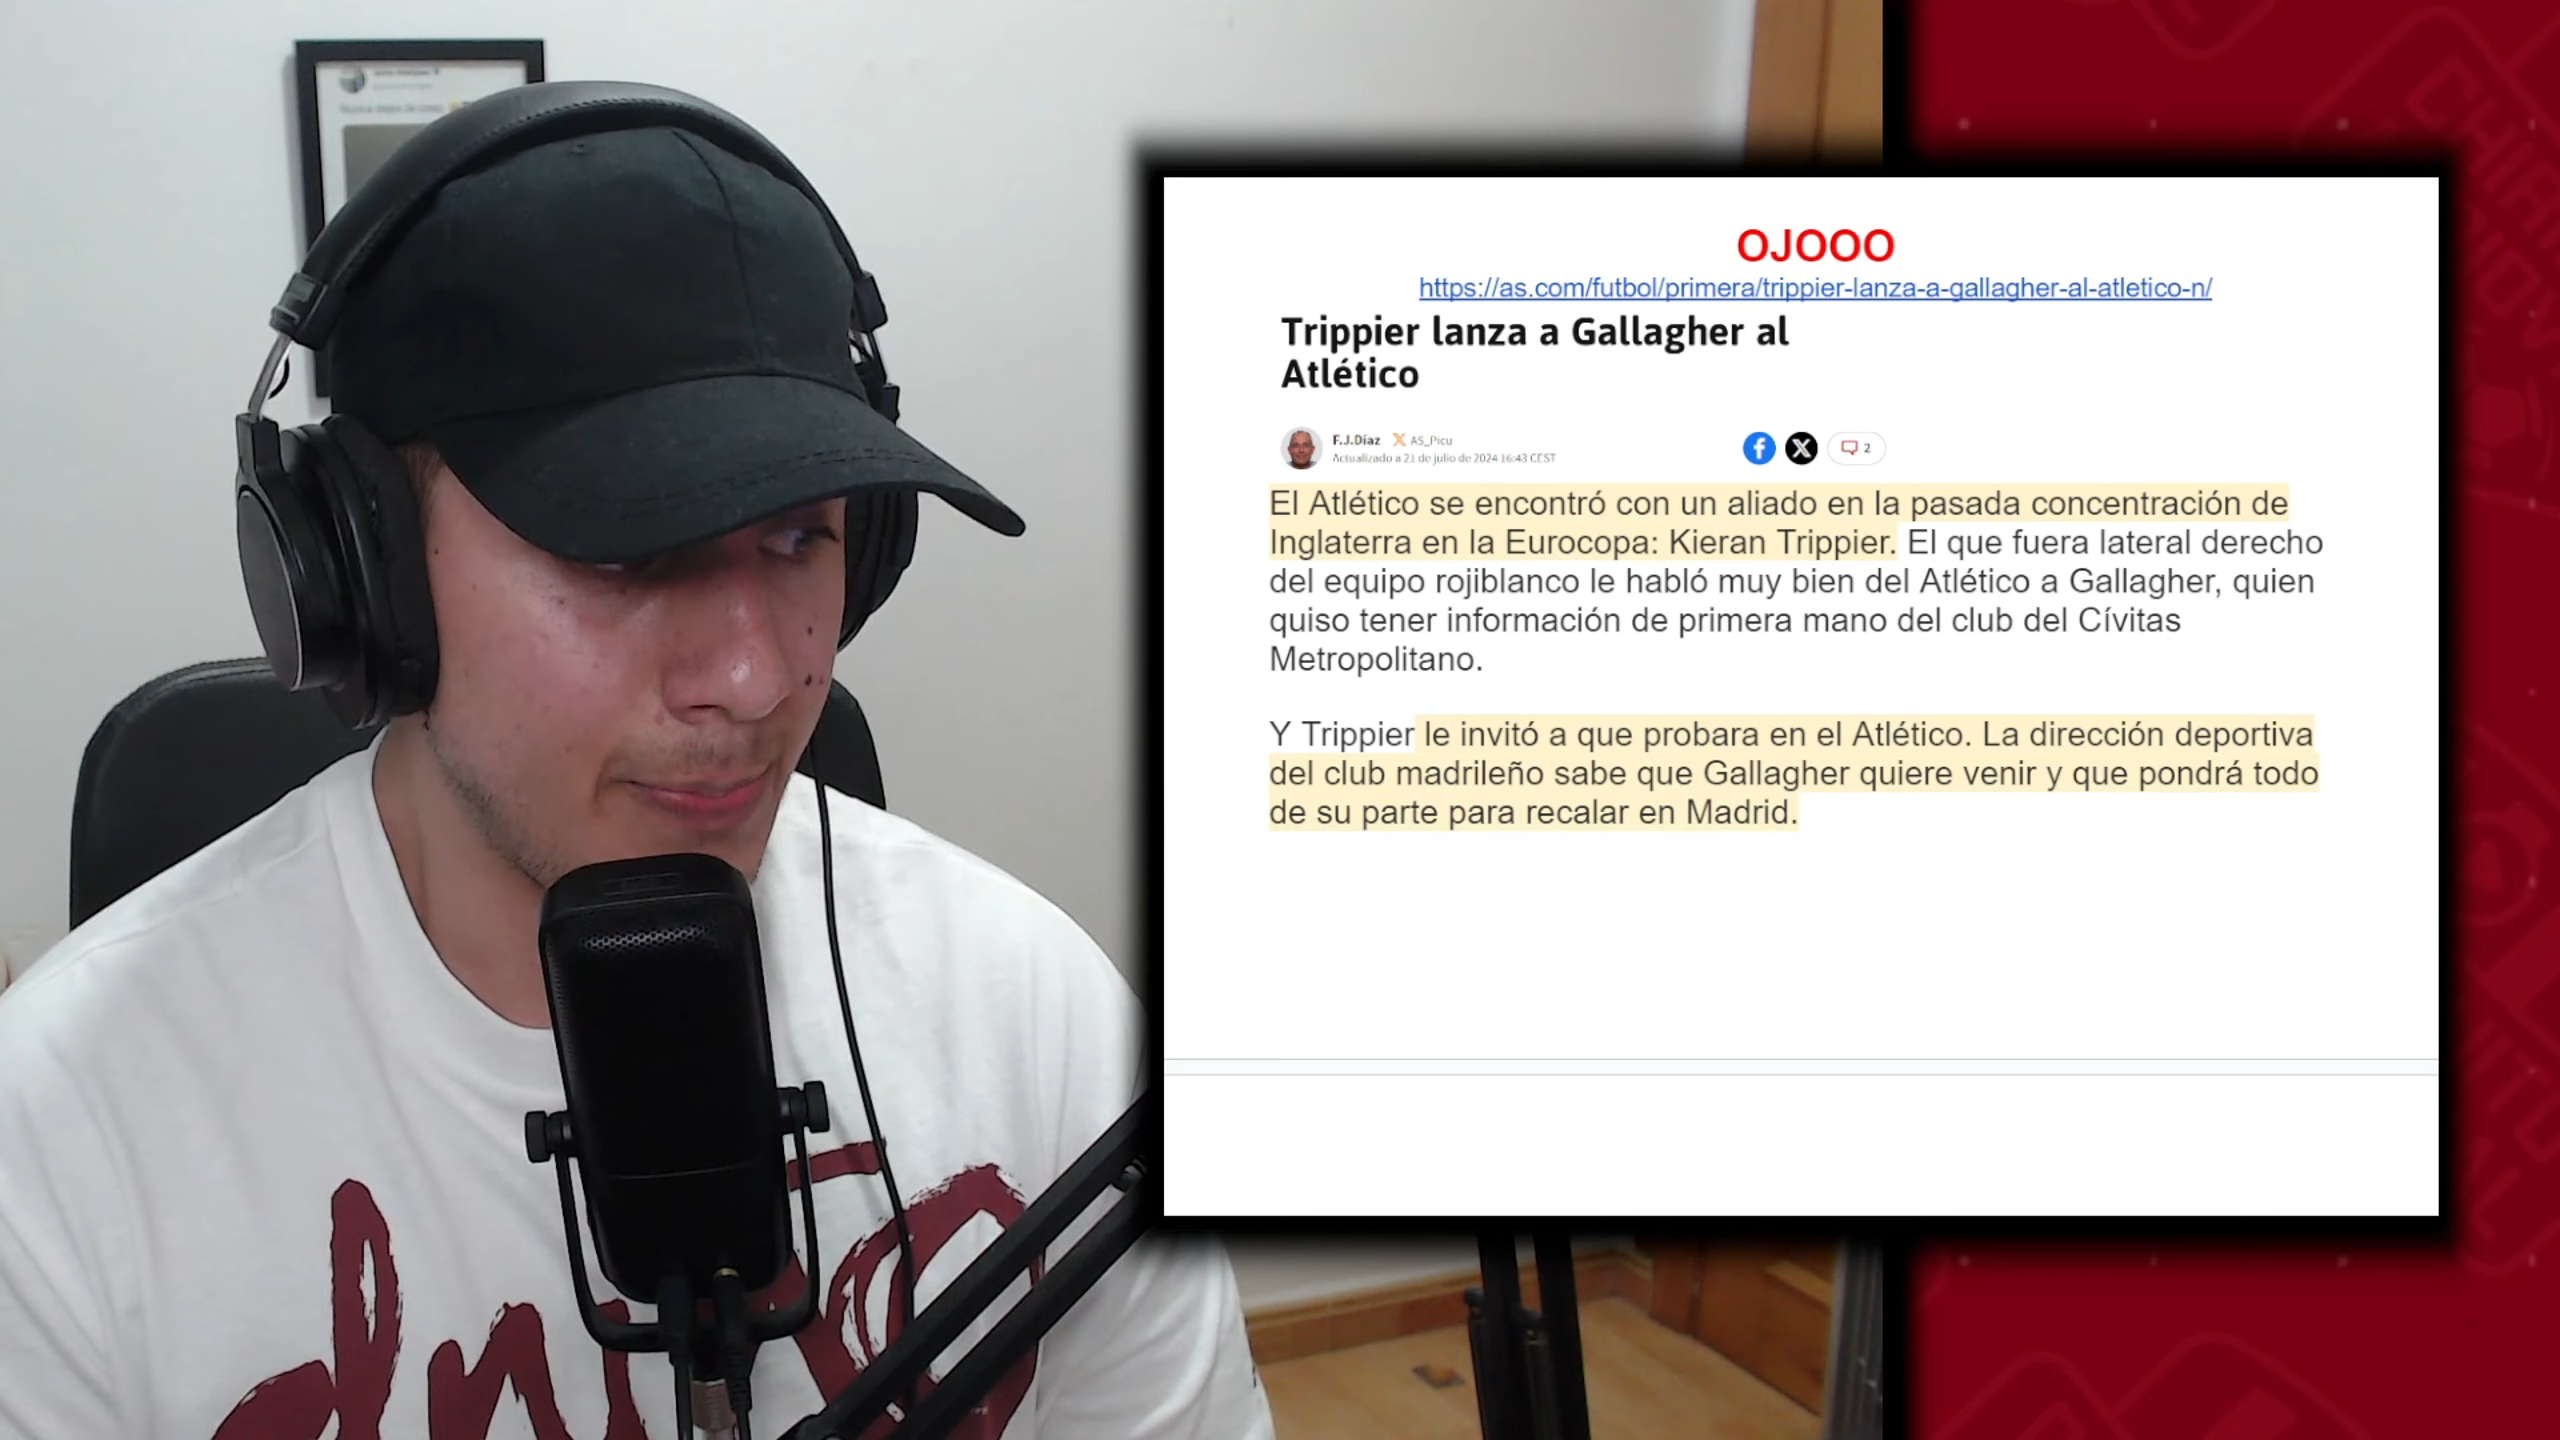 OJOOO
https://as.com/futbol/primera/trippier-lanza-a-gallagher-al-atletico-n/
Trippier lanza a Gallagher al
Atlético
F.J.Díaz AS_Picu
Actualizado a 21 de julio de 2024 16:43 CEST
2
El Atlético se encontró con un aliado en la pasada concentración de
Inglaterra en la Eurocopa: Kieran Trippier. El que fuera lateral derecho
del equipo rojiblanco le habló muy bien del Atlético a Gallagher, quien
quiso tener información de primera mano del club del Cívitas
Metropolitano.
Y Trippier le invitó a que probara en el Atlético. La dirección deportiva
del club madrileño sabe que Gallagher quiere venir y que pondrá todo
de su parte para recalar en Madrid.